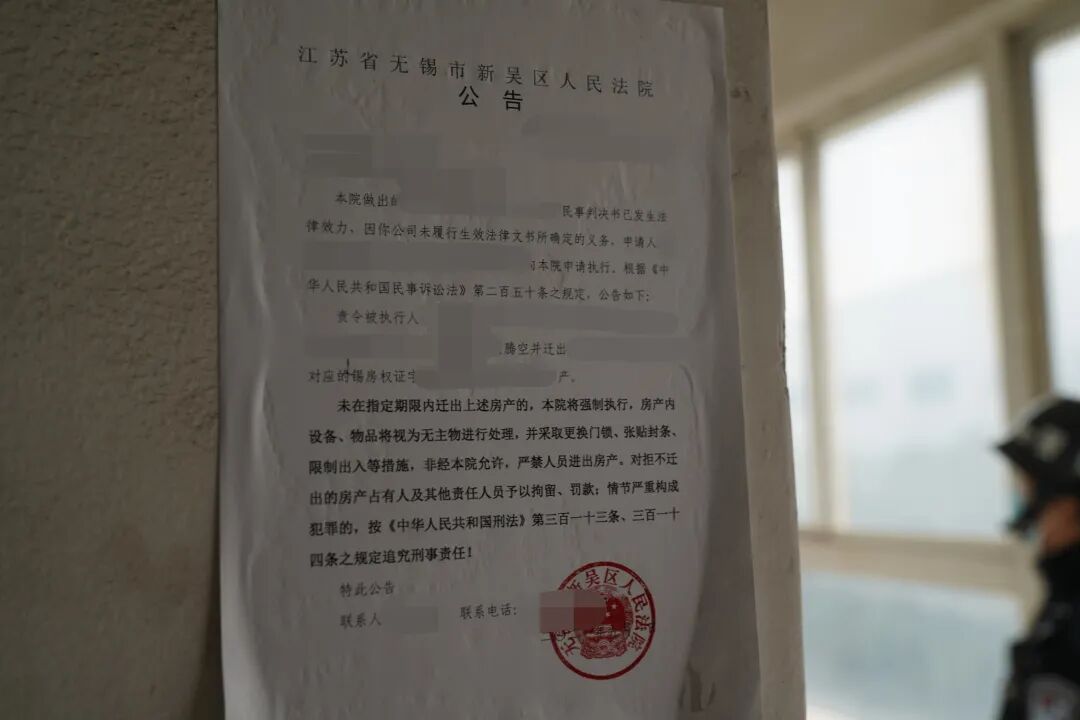 江苏省无锡市新吴区人民法院
公告
本院做出的
民事判决书已发生法
律效力，因你公司未履行生效法律文书所确定的义务，申请人
向本院申请执行。根据《中
华人民共和国民事诉讼法》第二百五十条之规定，公告如下：
责令被执行人
腾空并迁出
对应的锡房权证字
产。
未在指定期限内迁出上述房产的，本院将强制执行，房产内
设备、物品将视为无主物进行处理，并采取更换门锁、张贴封条、
限制出入等措施，非经本院允许，严禁人员进出房产。对拒不迁
出的房产占有人及其他责任人员予以拘留、罚款；情节严重构成
犯罪的，按《中华人民共和国刑法》第三百一十三条、三百一十
四条之规定追究刑事责任！
特此公告
联系人
联系电话：
新吴区人民法院